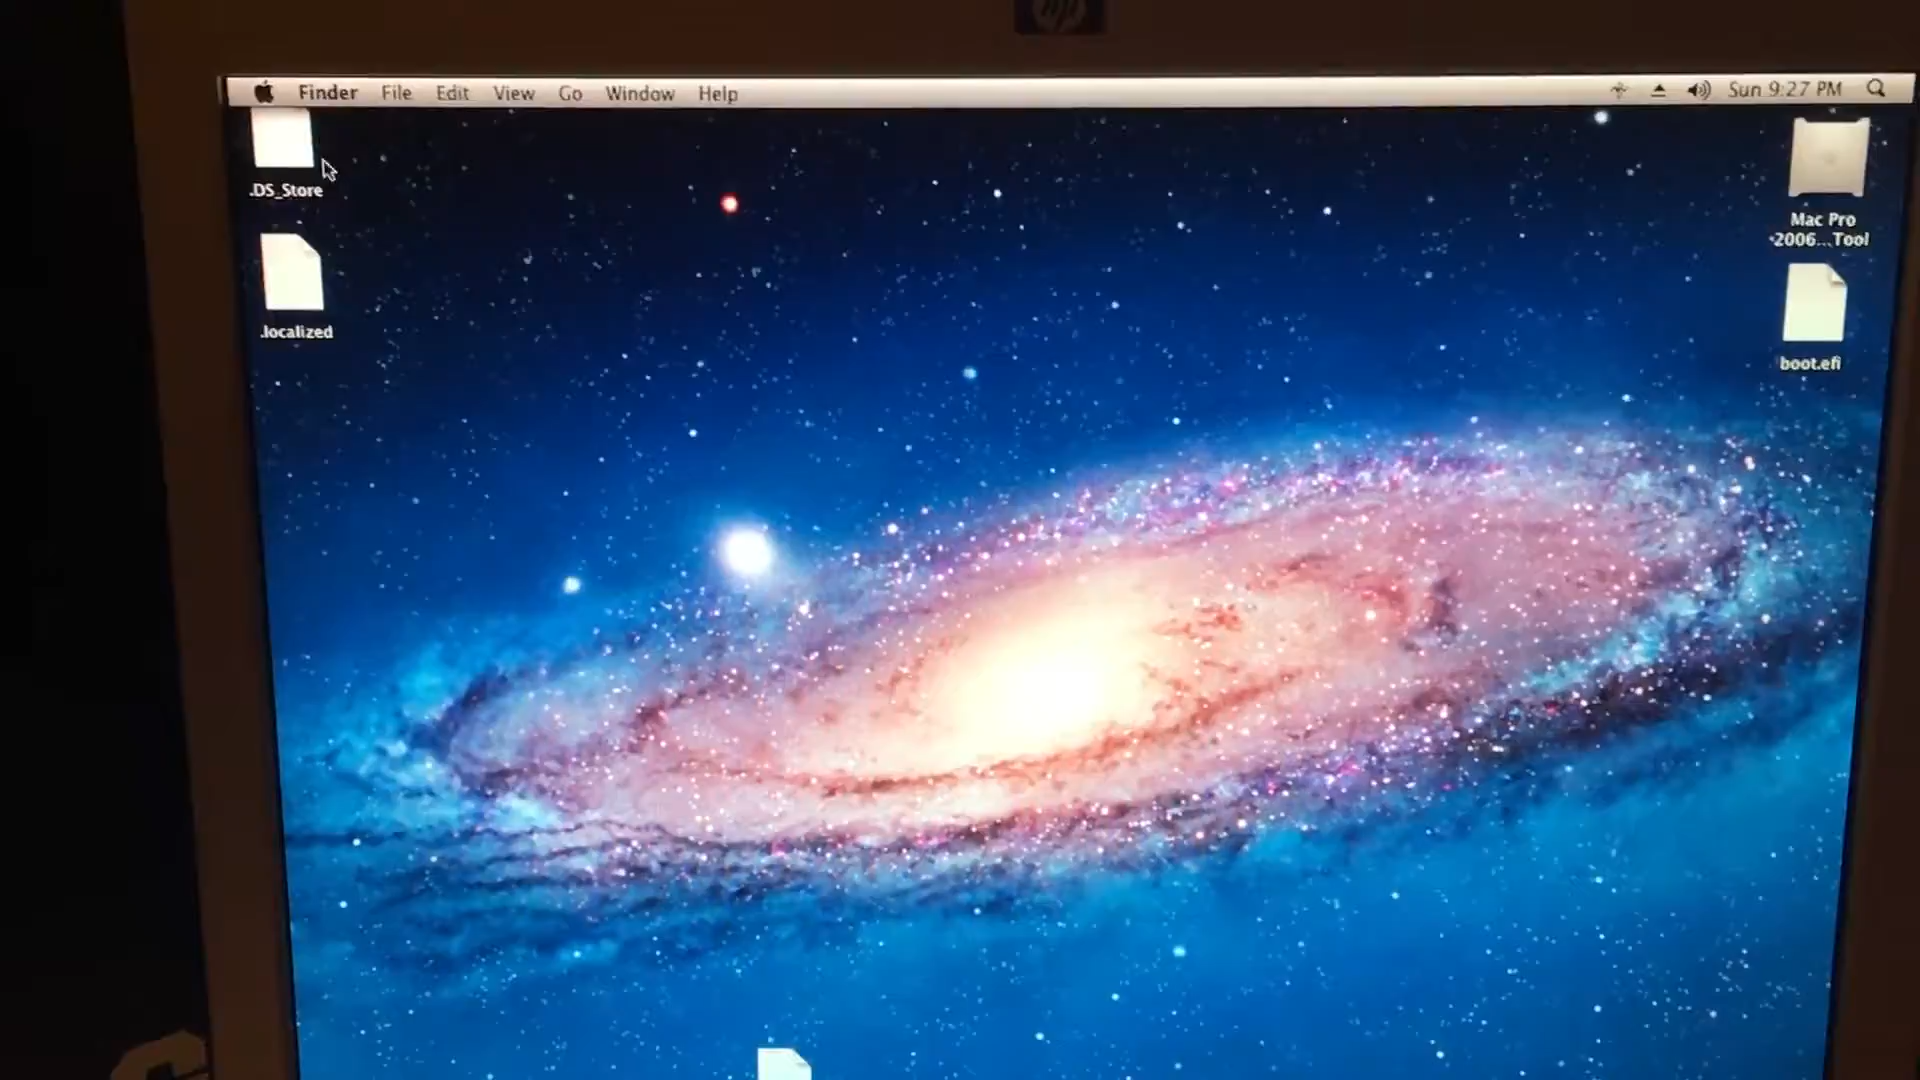 hp
Finder File Edit View Go Window Help
Sun 9:27 PM
.DS_Store
.localized
Mac Pro
2006...Tool
boot.efi